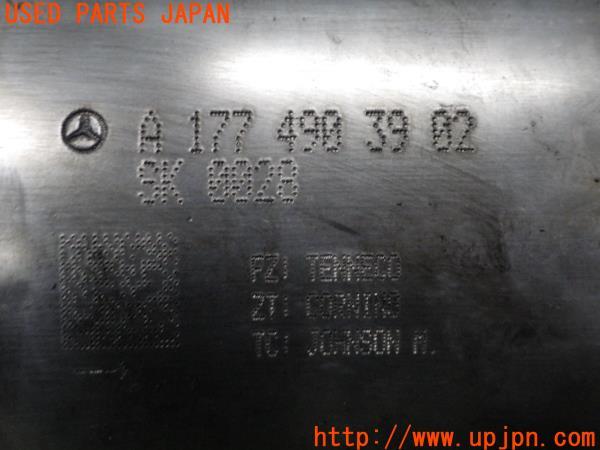 USED PARTS JAPAN
A 177 490 39 02
SK 0028
PZ: TENNECO
ZT: CORNING
TC: JOHNSON M.
http://www.upjpn.com/